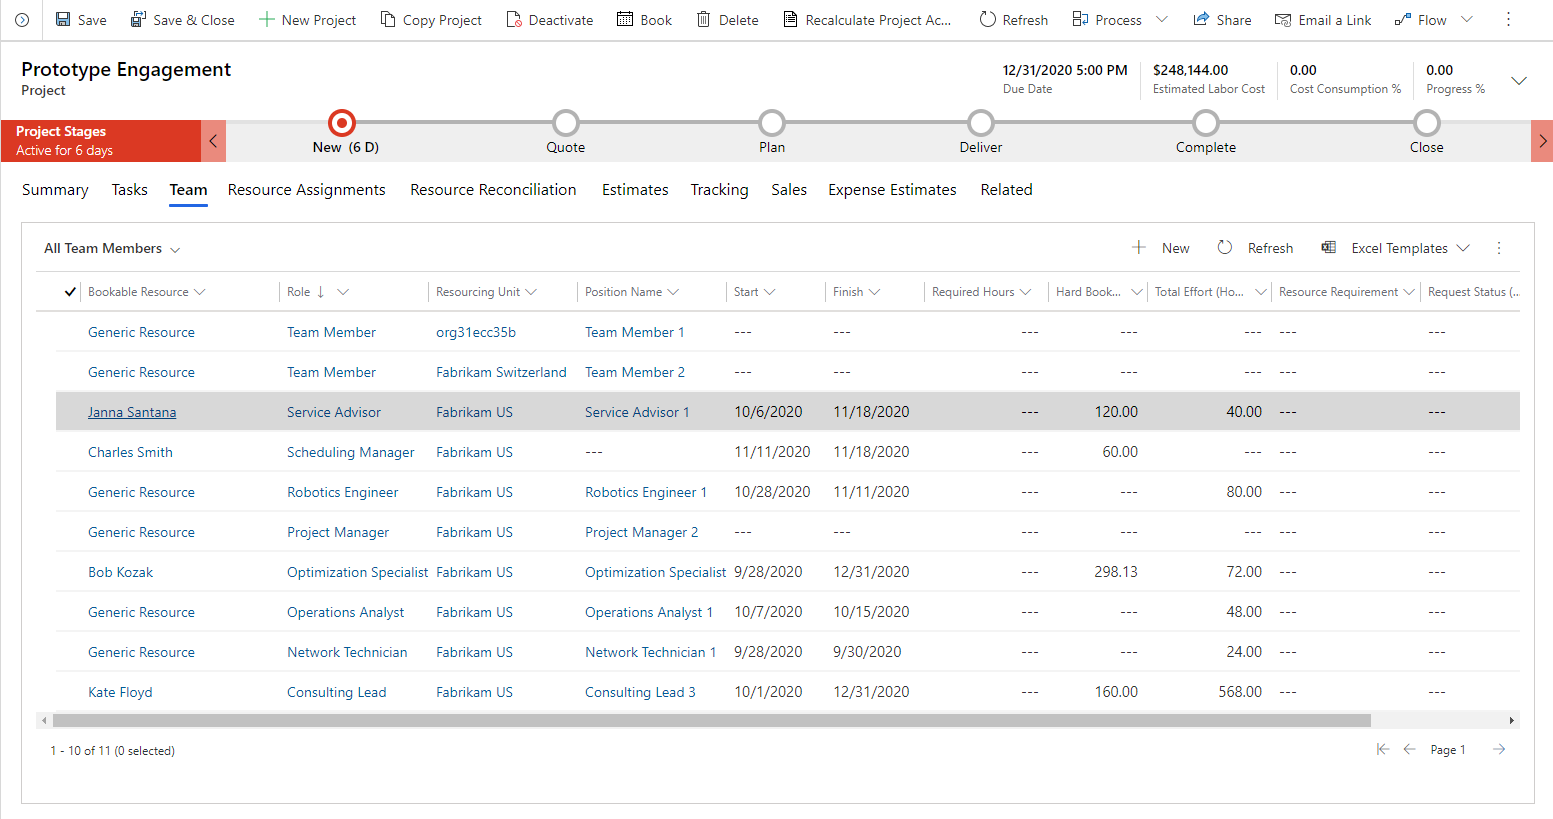 Save Save & Close New Project Copy Project Deactivate Book Delete Recalculate Project Ac... Refresh Process Share Email a Link Flow
Prototype Engagement
Project
12/31/2020 5:00 PM $248,144.00 0.00 0.00
Due Date Estimated Labor Cost Cost Consumption % Progress %
Project Stages
Active for 6 days
New (6 D) Quote Plan Deliver Complete Close
Summary Tasks Team Resource Assignments Resource Reconciliation Estimates Tracking Sales Expense Estimates Related
All Team Members New Refresh Excel Templates
Bookable Resource Role Resourcing Unit Position Name Start Finish Required Hours Hard Book... Total Effort (Ho... Resource Requirement Request Status (...
Generic Resource Team Member org31ecc35b Team Member 1 --- --- --- --- --- --- ---
Generic Resource Team Member Fabrikam Switzerland Team Member 2 --- --- --- --- --- --- ---
Janna Santana Service Advisor Fabrikam US Service Advisor 1 10/6/2020 11/18/2020 --- 120.00 40.00 --- ---
Charles Smith Scheduling Manager Fabrikam US --- 11/11/2020 11/18/2020 --- 60.00 --- --- ---
Generic Resource Robotics Engineer Fabrikam US Robotics Engineer 1 10/28/2020 11/11/2020 --- --- 80.00 --- ---
Generic Resource Project Manager Fabrikam US Project Manager 2 --- --- --- --- --- --- ---
Bob Kozak Optimization Specialist Fabrikam US Optimization Specialist 9/28/2020 12/31/2020 --- 298.13 72.00 --- ---
Generic Resource Operations Analyst Fabrikam US Operations Analyst 1 10/7/2020 10/15/2020 --- --- 48.00 --- ---
Generic Resource Network Technician Fabrikam US Network Technician 1 9/28/2020 9/30/2020 --- --- 24.00 --- ---
Kate Floyd Consulting Lead Fabrikam US Consulting Lead 3 10/1/2020 12/31/2020 --- 160.00 568.00 --- ---
1 - 10 of 11 (0 selected) Page 1